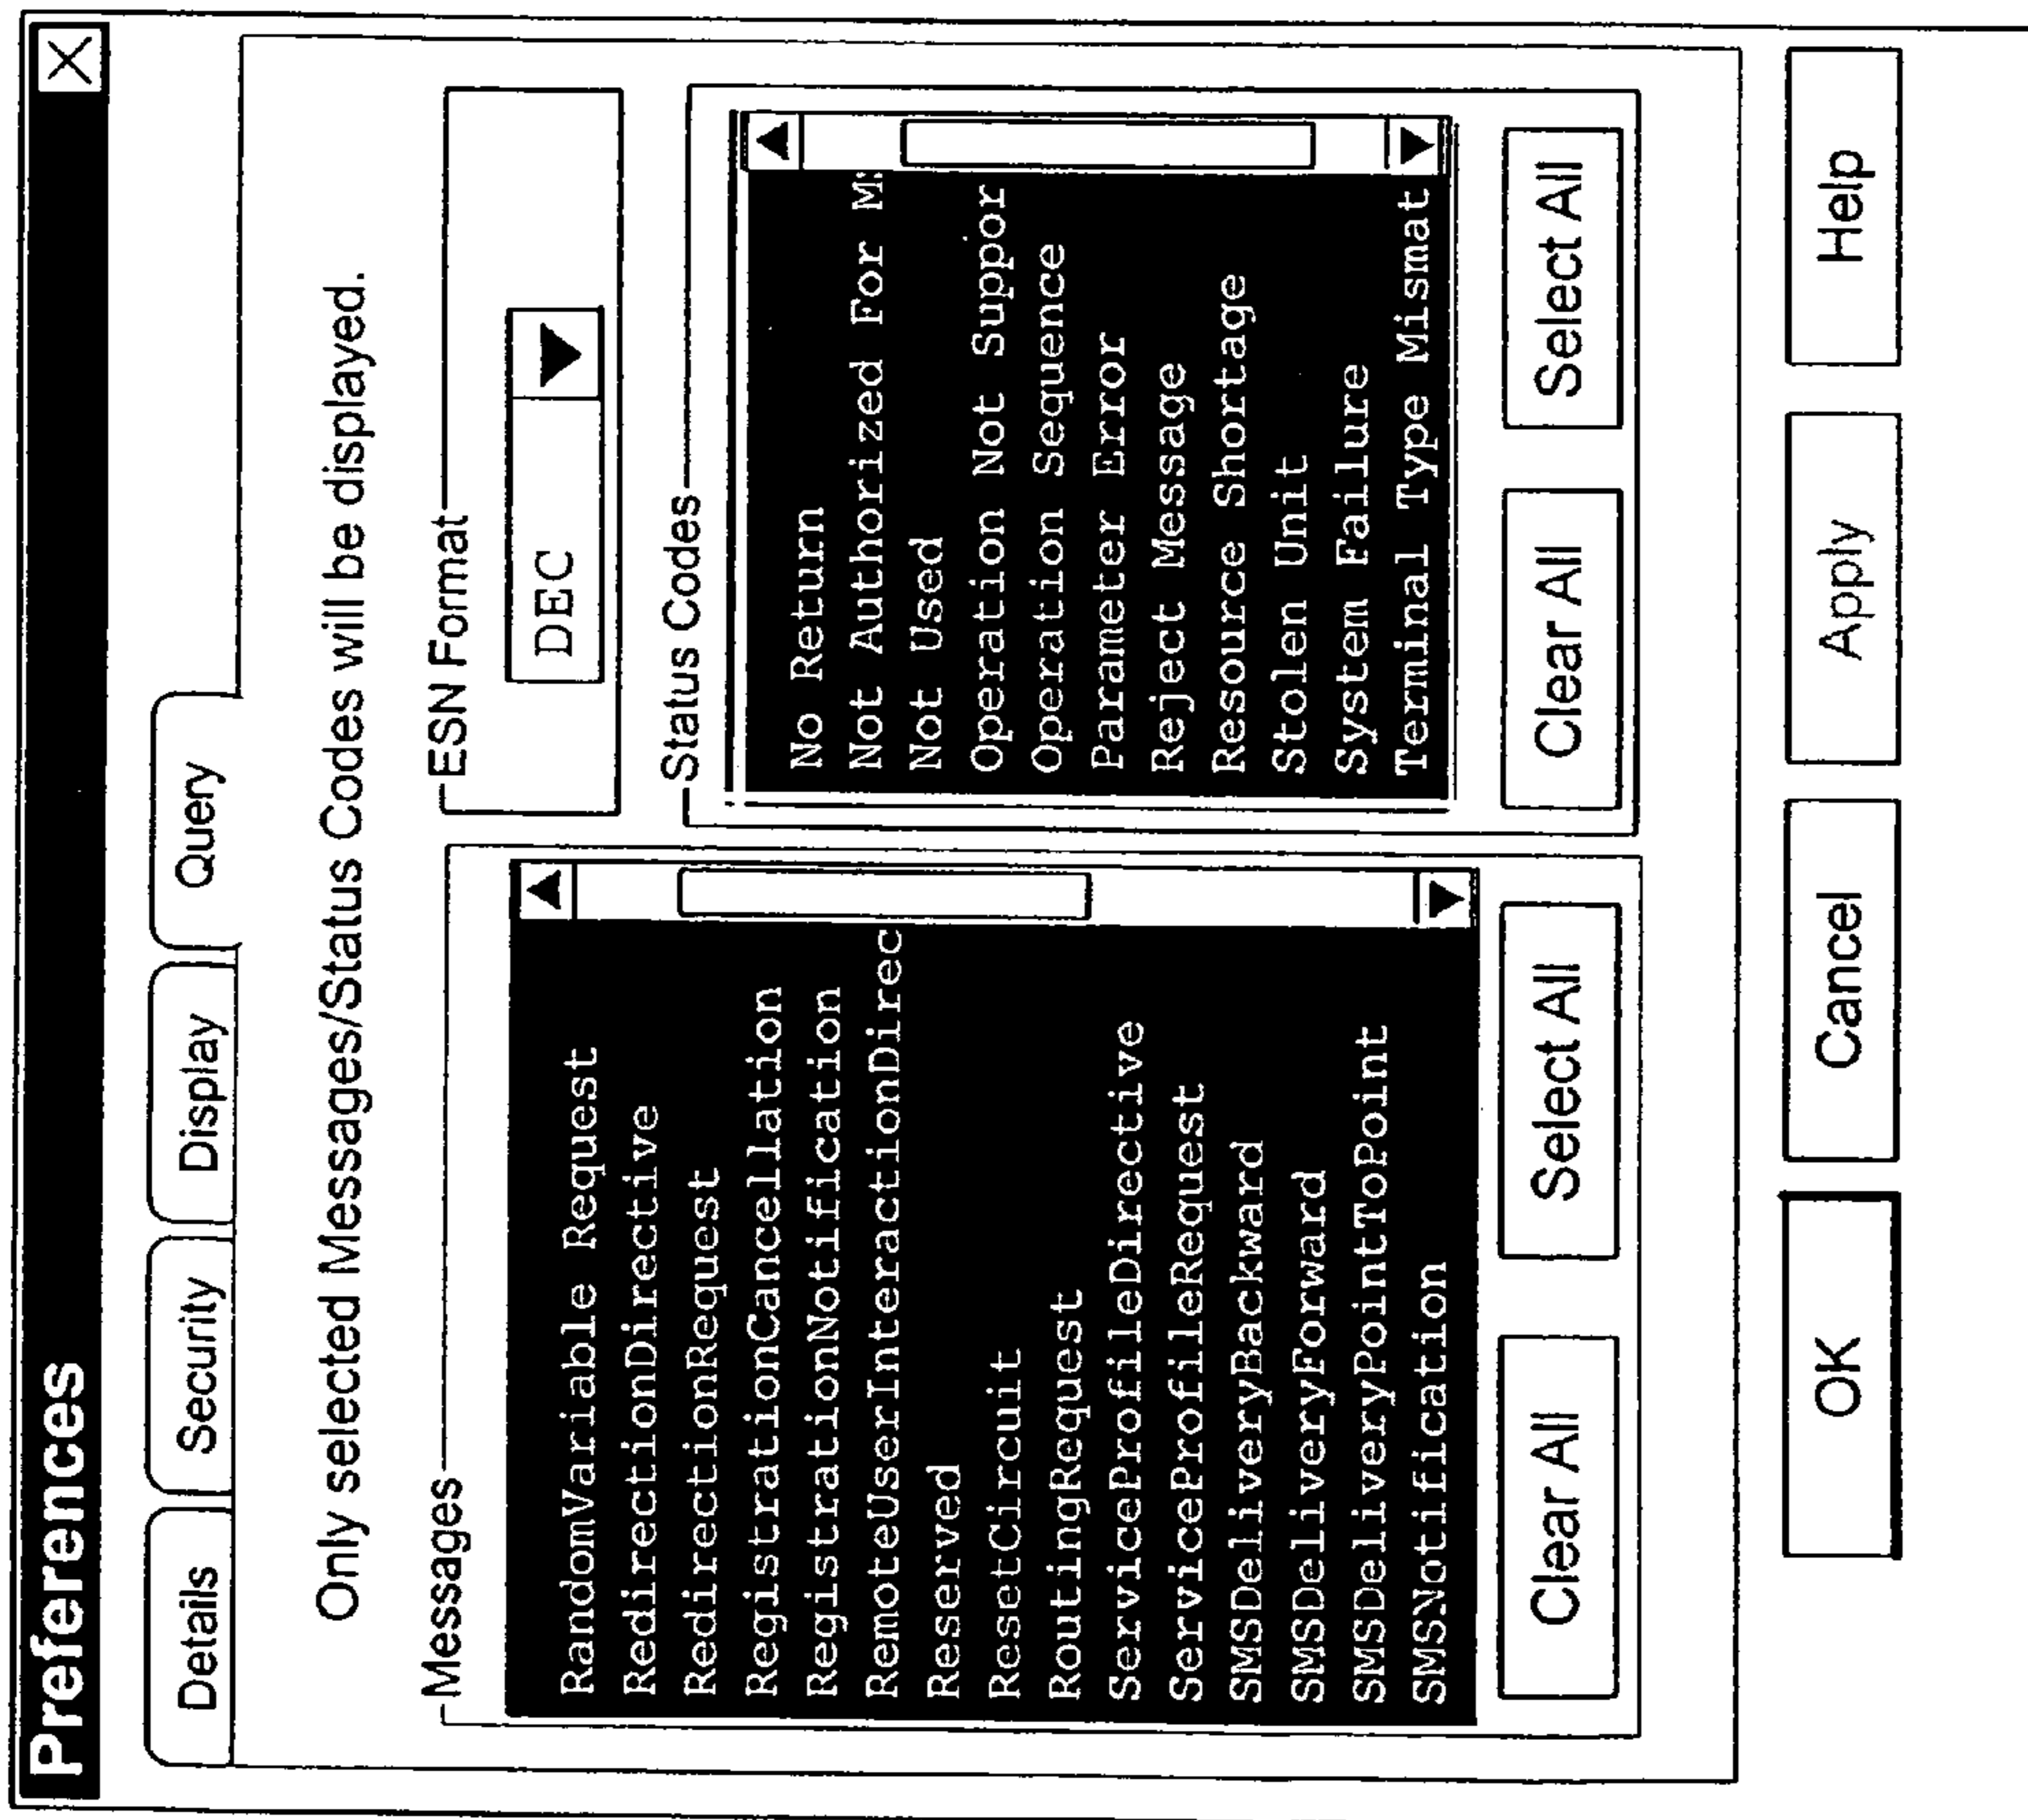 Preferences
Details
Security
Display
Query
Only selected Messages/Status Codes will be displayed.
Messages
RandomVariable Request
RedirectionDirective
RedirectionRequest
RegistrationCancellation
RegistrationNotification
RemoteUserInteractionDirec
Reserved
ResetCircuit
RoutingRequest
ServiceProfileDirective
ServiceProfileRequest
SMSDeliveryBackward
SMSDeliveryForward
SMSDeliveryPointToPoint
SMSNotification
Clear All
Select All
ESN Format
DEC
Status Codes
No Return
Not Authorized For M
Not Used
Operation Not Suppor
Operation Sequence
Parameter Error
Reject Message
Resource Shortage
Stolen Unit
System Failure
Terminal Type Mismat
Clear All
Select All
OK
Cancel
Apply
Help